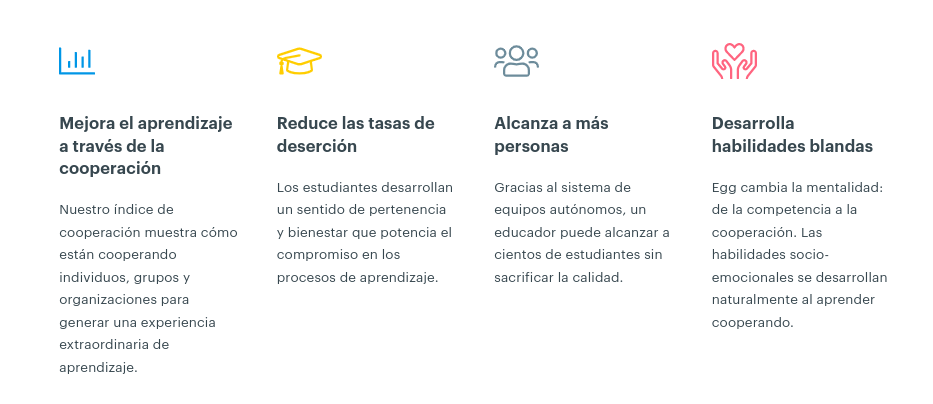 Mejora el aprendizaje
a través de la
cooperación
Nuestro índice de
cooperación muestra cómo
están cooperando
individuos, grupos y
organizaciones para
generar una experiencia
extraordinaria de
aprendizaje.
Reduce las tasas de
deserción
Los estudiantes desarrollan
un sentido de pertenencia
y bienestar que potencia el
compromiso en los
procesos de aprendizaje.
Alcanza a más
personas
Gracias al sistema de
equipos autónomos, un
educador puede alcanzar a
cientos de estudiantes sin
sacrificar la calidad.
Desarrolla
habilidades blandas
Egg cambia la mentalidad:
de la competencia a la
cooperación. Las
habilidades socio-
emocionales se desarrollan
naturalmente al aprender
cooperando.